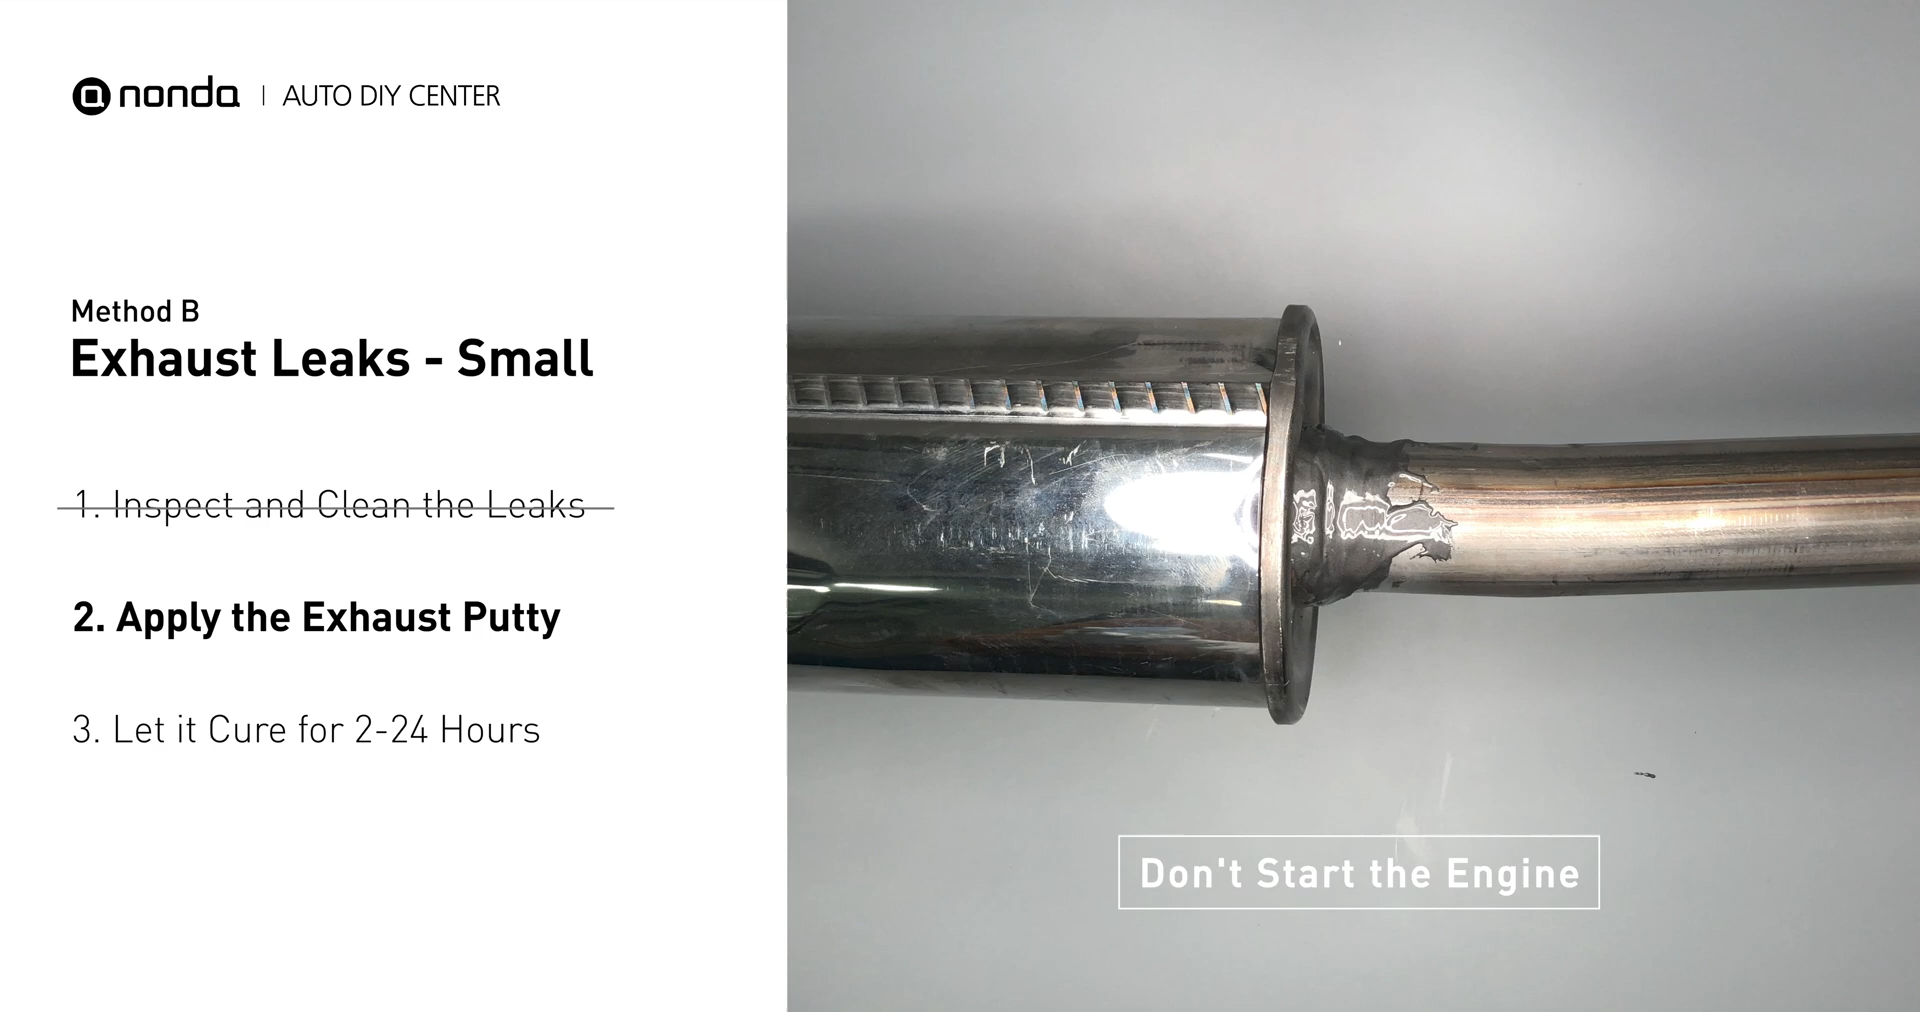 nonda | AUTO DIY CENTER
Method B
Exhaust Leaks - Small
1. Inspect and Clean the Leaks
2. Apply the Exhaust Putty
3. Let it Cure for 2-24 Hours
Don't Start the Engine